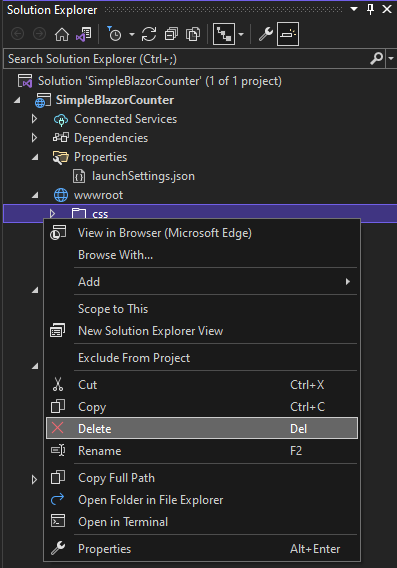 Solution Explorer
Search Solution Explorer (Ctrl+;)
Solution 'SimpleBlazorCounter' (1 of 1 project)
SimpleBlazorCounter
Connected Services
Dependencies
Properties
launchSettings.json
wwwroot
css
View in Browser (Microsoft Edge)
Browse With...
Add
Scope to This
New Solution Explorer View
Exclude From Project
Cut Ctrl+X
Copy Ctrl+C
Delete Del
Rename F2
Copy Full Path
Open Folder in File Explorer
Open in Terminal
Properties Alt+Enter